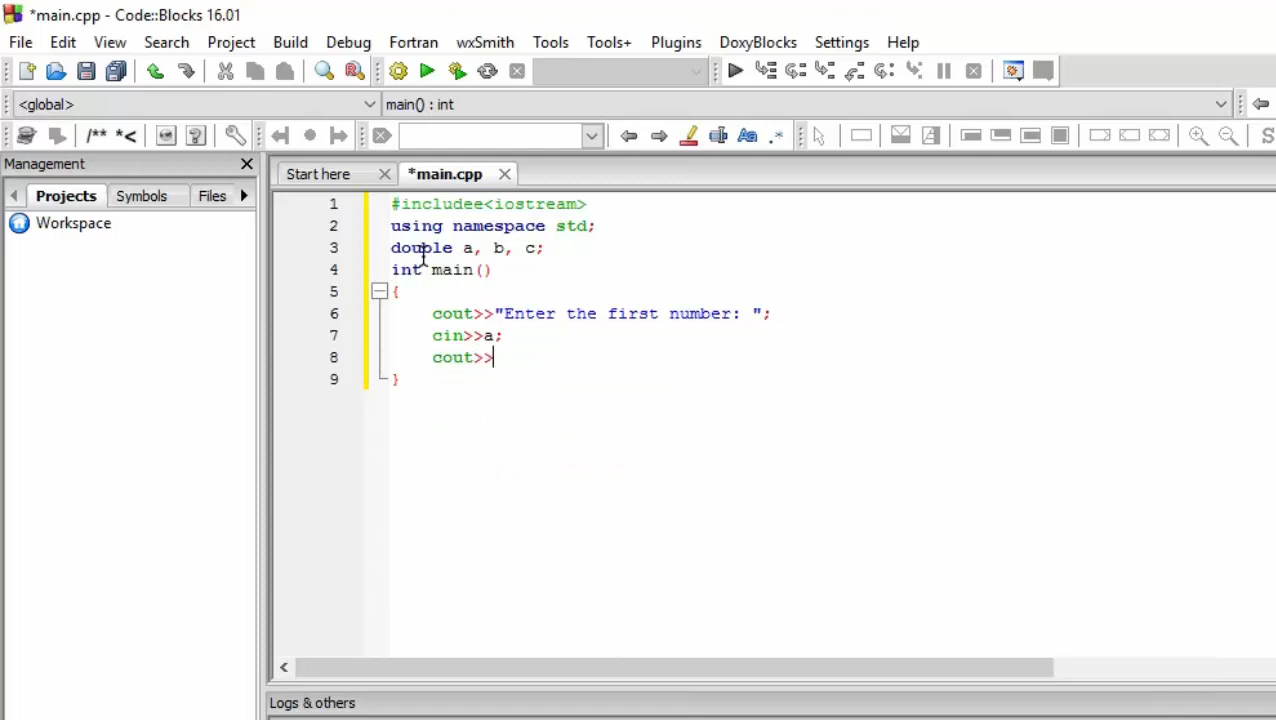 *main.cpp - Code::Blocks 16.01
File Edit View Search Project Build Debug Fortran wxSmith Tools Tools+ Plugins DoxyBlocks Settings Help
<global> main() : int
/** *<
Aa .*
S
Management
Projects Symbols Files
Workspace
Start here *main.cpp
1 #includee<iostream>
2 using namespace std;
3 double a, b, c;
4 int main()
5 {
6 cout>>"Enter the first number: ";
7 cin>>a;
8 cout>>
9 }
Logs & others